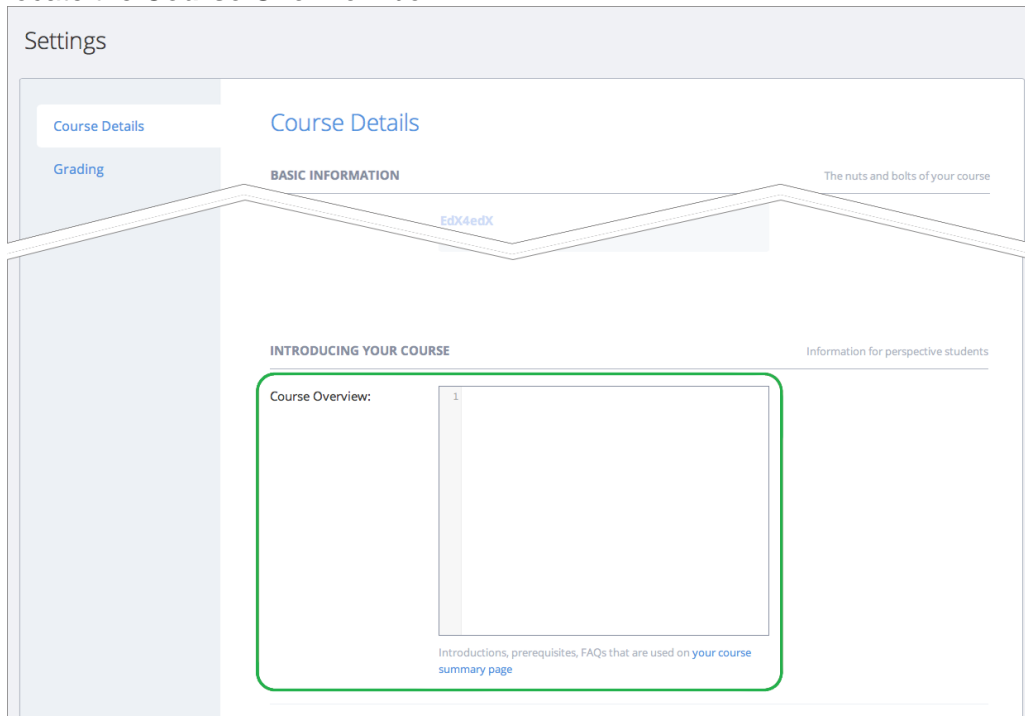 Settings
Course Details
Course Details
Grading
BASIC INFORMATION
The nuts and bolts of your course
EdX4edX
INTRODUCING YOUR COURSE
Information for perspective students
Course Overview:
1
Introductions, prerequisites, FAQs that are used on your course
summary page